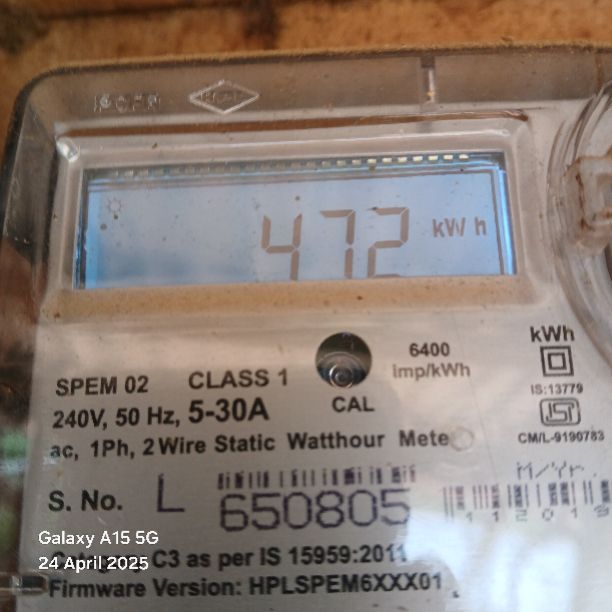 472 kWh
6400
imp/kWh
kWh
SPEM 02 CLASS 1
IS:13779
240V, 50 Hz, 5-30A
CAL
CM/L-9190783
ac, 1Ph, 2 Wire Static Watthour Mete
M/Yr.
S. No. L 650805
Galaxy A15 5G
C3 as per IS 15959:2011
24 April 2025
Firmware Version: HPLSPEM6XXX01